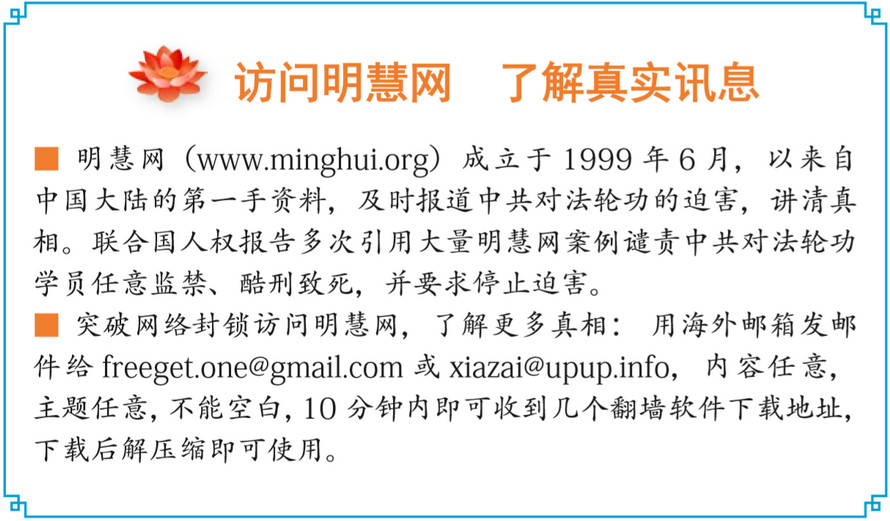 访问明慧网 了解真实讯息
■ 明慧网（www.minghui.org）成立于 1999 年 6 月，以来自
中国大陆的第一手资料，及时报道中共对法轮功的迫害，讲清真
相。联合国人权报告多次引用大量明慧网案例谴责中共对法轮功
学员任意监禁、酷刑致死，并要求停止迫害。
■ 突破网络封锁访问明慧网，了解更多真相： 用海外邮箱发邮
件给 freeget.one@gmail.com 或 xiazai@upup.info，内容任意，
主题任意，不能空白，10 分钟内即可收到几个翻墙软件下载地址，
下载后解压缩即可使用。